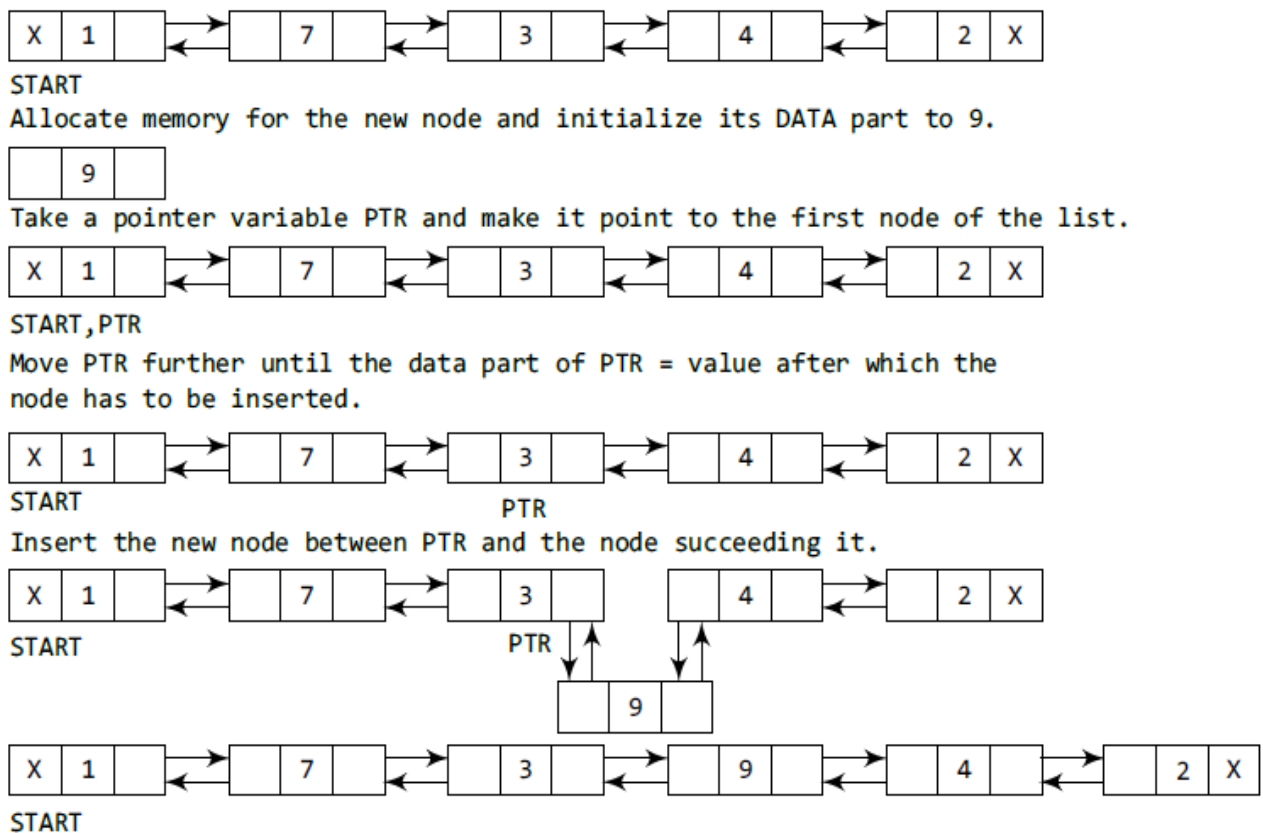 X 1 7 3 4 2 X
START
Allocate memory for the new node and initialize its DATA part to 9.
9
Take a pointer variable PTR and make it point to the first node of the list.
X 1 7 3 4 2 X
START,PTR
Move PTR further until the data part of PTR = value after which the
node has to be inserted.
X 1 7 3 4 2 X
START PTR
Insert the new node between PTR and the node succeeding it.
X 1 7 3 4 2 X
START PTR
9
X 1 7 3 9 4 2 X
START